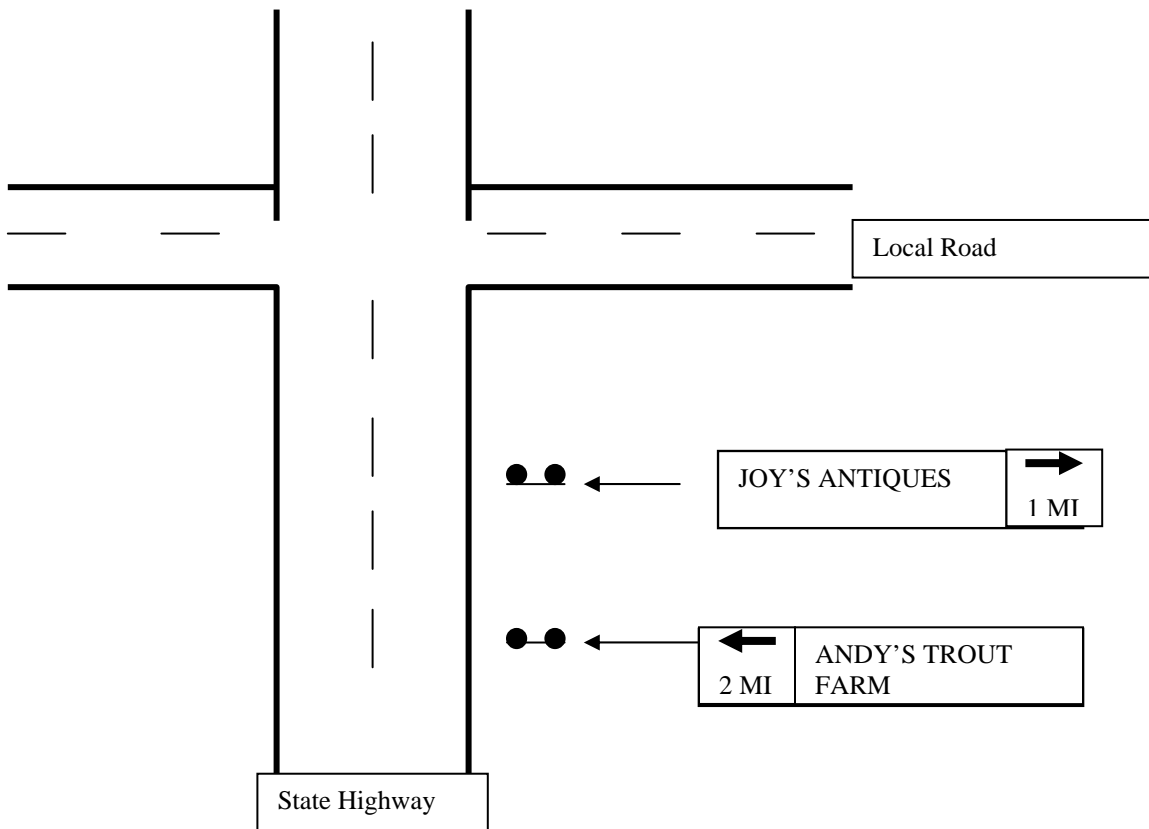 Local Road
JOY'S ANTIQUES
1 MI
2 MI
ANDY'S TROUT
FARM
State Highway